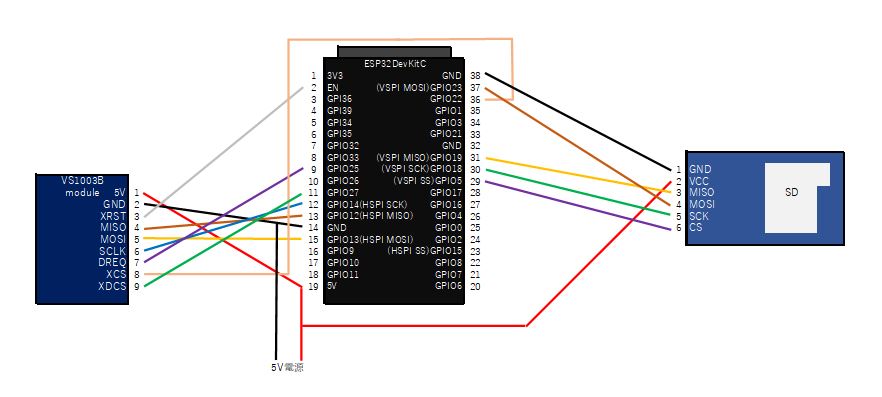 ESP32DevKitC
1 3V3 GND 38
2 EN (VSPI MOSI)GPIO23 37
3 GPI36 GPIO22 36
4 GPI39 GPIO1 35
5 GPI34 GPIO3 34
6 GPI35 GPIO21 33
7 GPIO32 GND 32
8 GPIO33 (VSPI MISO)GPIO19 31
9 GPIO25 (VSPI SCK)GPIO18 30
10 GPIO26 (VSPI SS)GPIO5 29
11 GPIO27 GPIO17 28
12 GPIO14(HSPI SCK) GPIO16 27
13 GPIO12(HSPI MISO) GPIO4 26
14 GND GPIO0 25
15 GPIO13(HSPI MOSI) GPIO2 24
16 GPIO9 (HSPI SS)GPIO15 23
17 GPIO10 GPIO8 22
18 GPIO11 GPIO7 21
19 5V GPIO6 20
VS1003B
module 5V 1
GND 2
XRST 3
MISO 4
MOSI 5
SCLK 6
DREQ 7
XCS 8
XDCS 9
1 GND
2 VCC
3 MISO
4 MOSI
5 SCK
6 CS
SD
5V電源